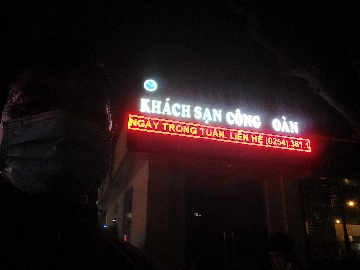 KHÁCH SẠN CÔNG OÀN
NGÀY TRONG TUẦN. LIÊN HỆ (0254) 381.